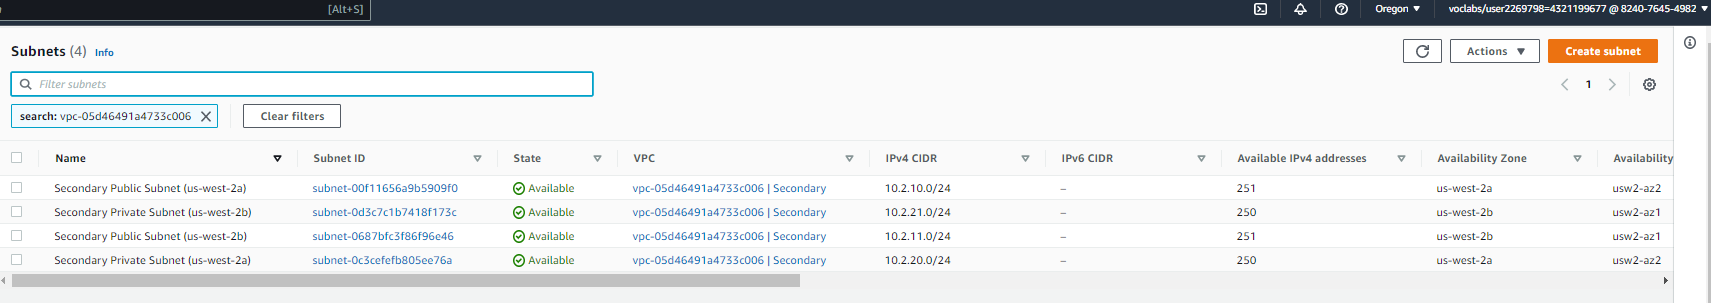 [Alt+S] Oregon voclabs/user2269798=4321199677 @ 8240-7645-4982
Subnets (4) Info Actions Create subnet
Filter subnets 1
search: vpc-05d46491a4733c006 Clear filters
Name Subnet ID State VPC IPv4 CIDR IPv6 CIDR Available IPv4 addresses Availability Zone Availability
Secondary Public Subnet (us-west-2a) subnet-00f11656a9b5909f0 Available vpc-05d46491a4733c006 | Secondary 10.2.10.0/24 – 251 us-west-2a usw2-az2
Secondary Private Subnet (us-west-2b) subnet-0d3c7c1b7418f173c Available vpc-05d46491a4733c006 | Secondary 10.2.21.0/24 – 250 us-west-2b usw2-az1
Secondary Public Subnet (us-west-2b) subnet-0687bfc3f86f96e46 Available vpc-05d46491a4733c006 | Secondary 10.2.11.0/24 – 251 us-west-2b usw2-az1
Secondary Private Subnet (us-west-2a) subnet-0c3cefefb805ee76a Available vpc-05d46491a4733c006 | Secondary 10.2.20.0/24 – 250 us-west-2a usw2-az2